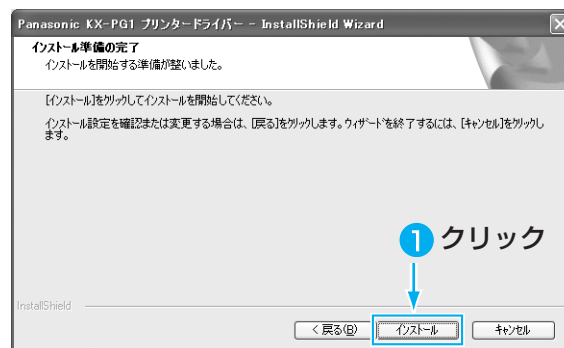 Panasonic KX-PG1 プリンタードライバー - InstallShield Wizard
インストール準備の完了
インストールを開始する準備が整いました。
[インストール]をクリックしてインストールを開始してください。
インストール設定を確認または変更する場合は、[戻る]をクリックします。ウィザードを終了するには、[キャンセル]をクリックし
ます。
1 クリック
InstallShield
< 戻る(B) インストール キャンセル